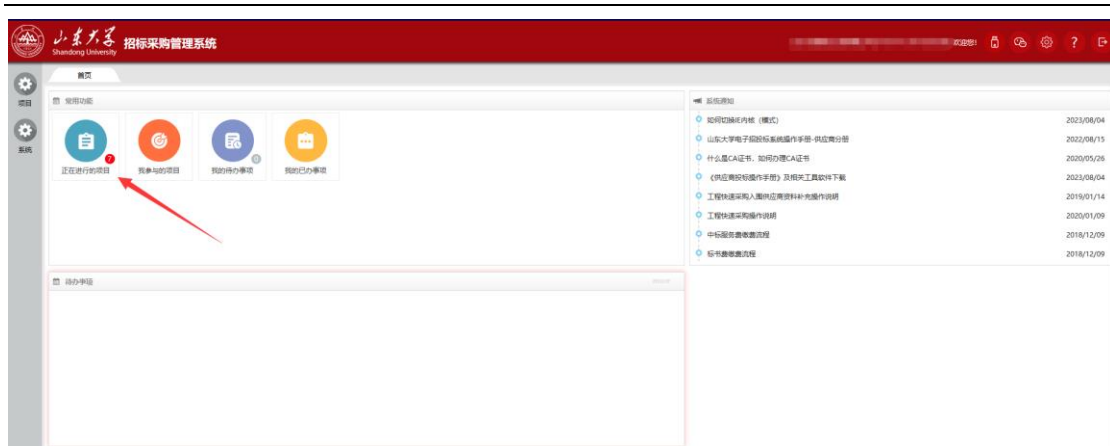 山东大学
Shandong University
招标采购管理系统
欢迎您!
?
首页
项目
系统
常用功能
7
正在进行的项目
我参与的项目
我的待办事项
我的已办事项
系统通知
如何切换IE内核（模式）
2023/08/04
山东大学电子招投标系统操作手册-供应商分册
2022/08/15
什么是CA证书、如何办理CA证书
2020/05/26
《供应商投标操作手册》及相关工具软件下载
2023/08/04
工程快速采购入围供应商资料补充操作说明
2019/01/14
工程快速采购操作说明
2020/01/09
中标服务费缴费流程
2018/12/09
标书费缴费流程
2018/12/09
待办事项